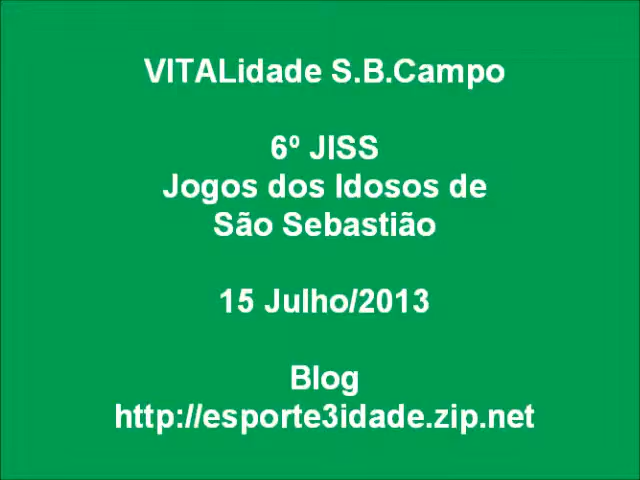 VITALidade S.B.Campo
6º JISS
Jogos dos Idosos de
São Sebastião
15 Julho/2013
Blog
http://esporte3idade.zip.net